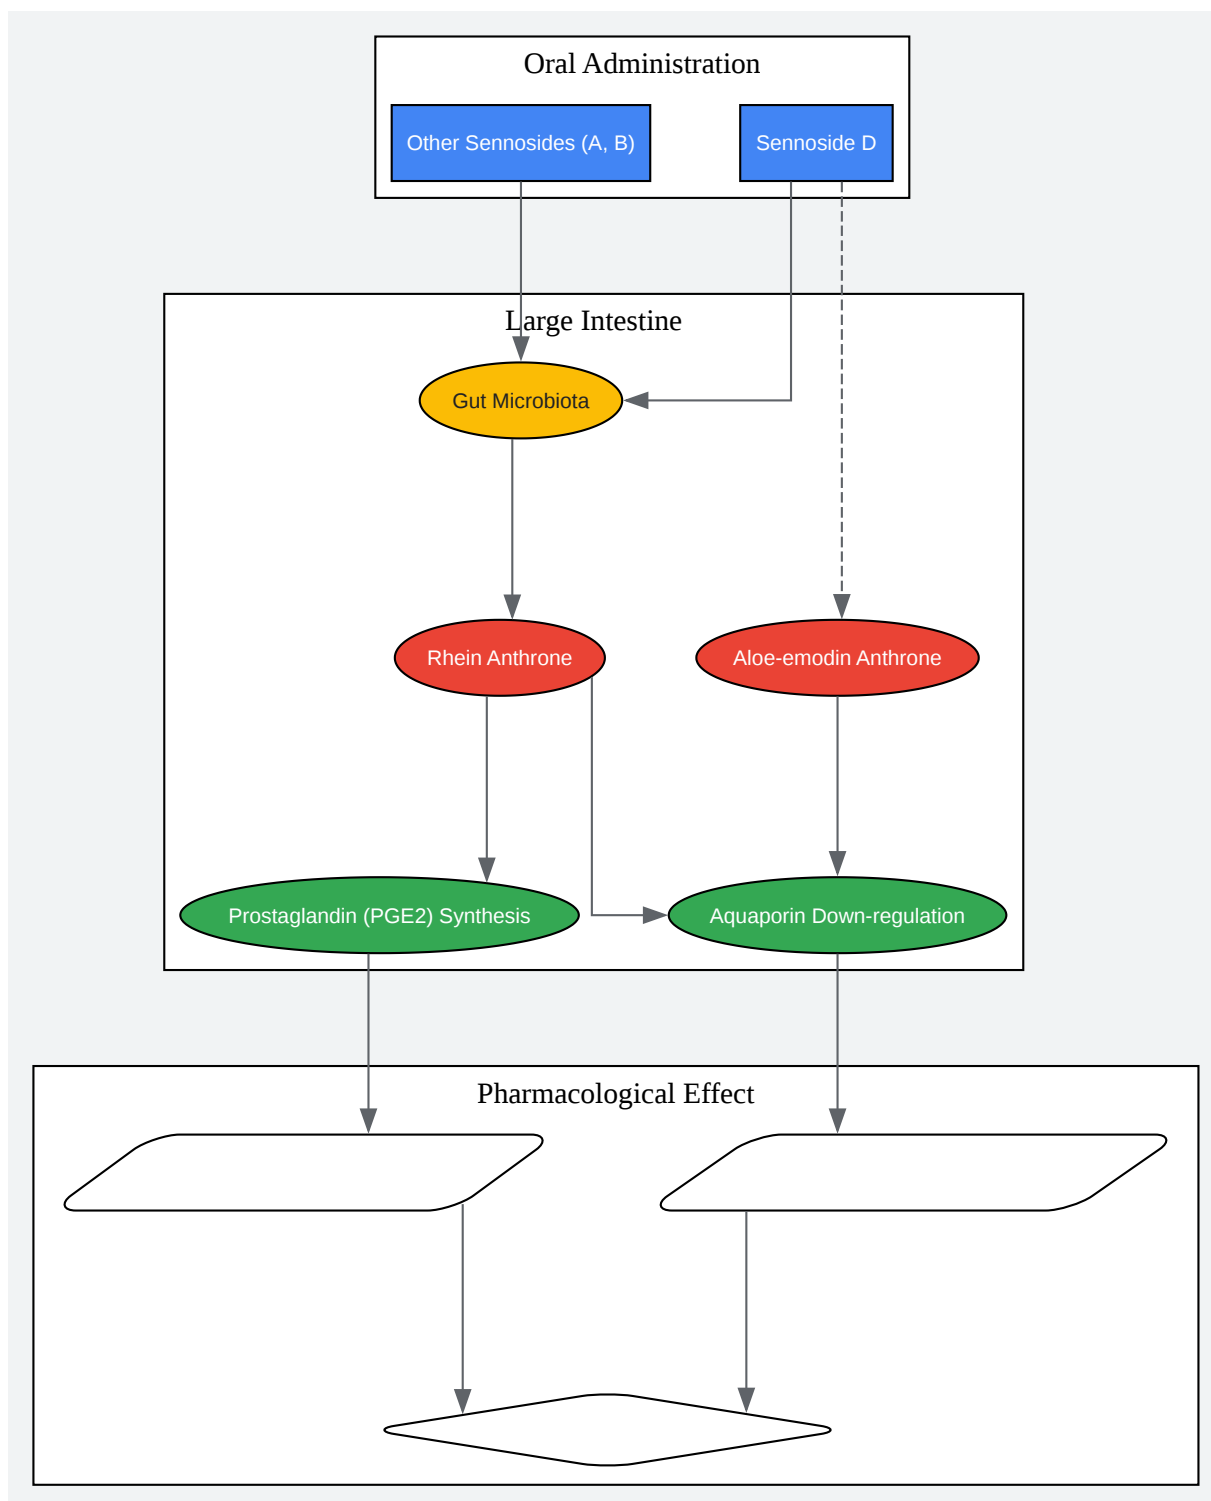 Oral Administration
Other Sennosides (A, B)
Sennoside D
Large Intestine
Gut Microbiota
Rhein Anthrone
Aloe-emodin Anthrone
Prostaglandin (PGE2) Synthesis
Aquaporin Down-regulation
Pharmacological Effect